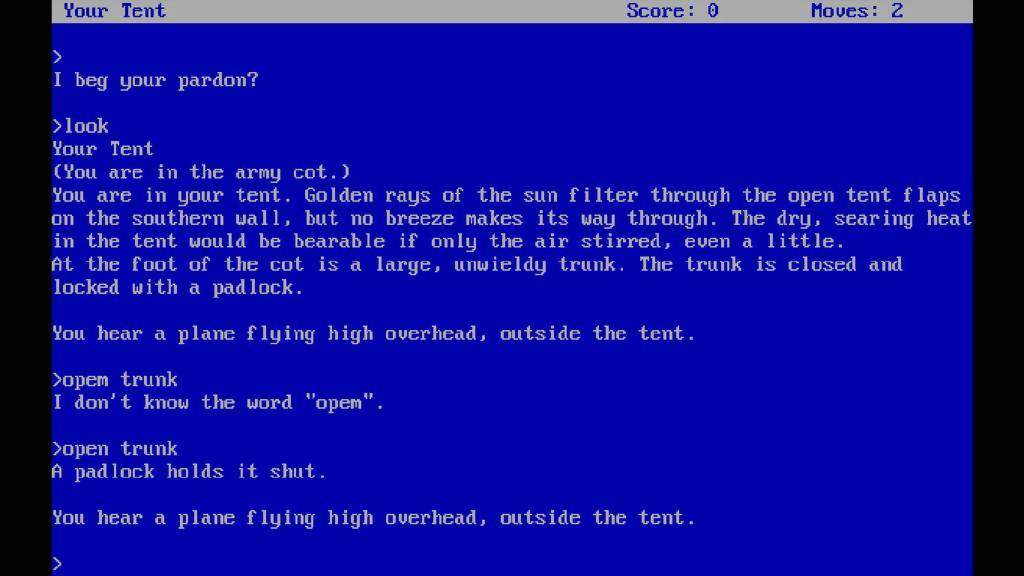 Your Tent Score: 0 Moves: 2
>
I beg your pardon?
>look
Your Tent
(You are in the army cot.)
You are in your tent. Golden rays of the sun filter through the open tent flaps
on the southern wall, but no breeze makes its way through. The dry, searing heat
in the tent would be bearable if only the air stirred, even a little.
At the foot of the cot is a large, unwieldy trunk. The trunk is closed and
locked with a padlock.
You hear a plane flying high overhead, outside the tent.
>opem trunk
I don't know the word "opem".
>open trunk
A padlock holds it shut.
You hear a plane flying high overhead, outside the tent.
>